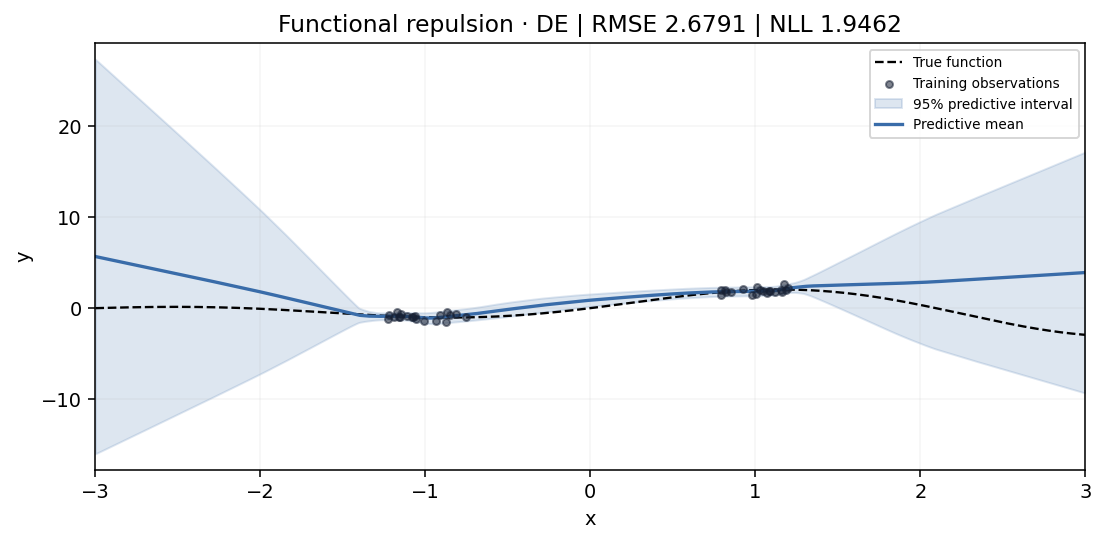 Functional repulsion · DE | RMSE 2.6791 | NLL 1.9462
True function
Training observations
95% predictive interval
Predictive mean
y
20
10
0
−10
−3
−2
−1
0
1
2
3
x